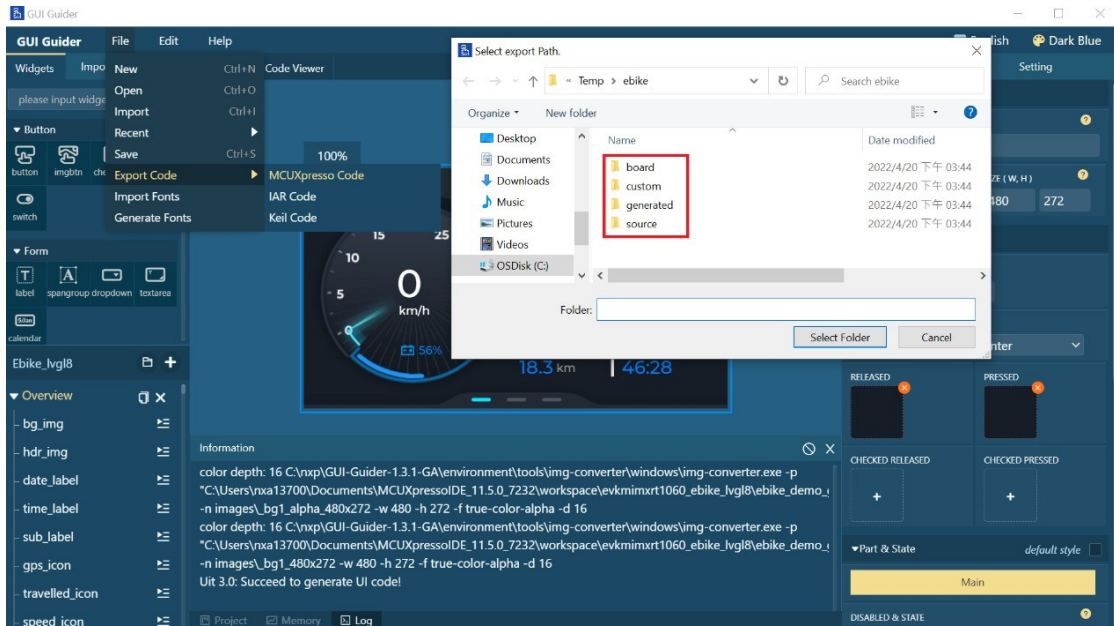 GUI Guider
GUI Guider File Edit Help
Dark Blue
Widgets
Code Viewer
Setting
please input widge
New Ctrl+N
Open Ctrl+O
Import Ctrl+I
Recent
Save Ctrl+S
Export Code
Import Fonts
Generate Fonts
MCUXpresso Code
IAR Code
Keil Code
Button
button imgbtn
switch
Form
label spangroup dropdown textarea
calendar
Ebike_lvgl8
Overview
bg_img
hdr_img
date_label
time_label
sub_label
gps_icon
travelled_icon
speed_icon
100%
15 25
10
5
0
km/h
56%
18.3 km 46:28
Select export Path.
« Temp > ebike
Search ebike
Organize New folder
Desktop
Documents
Downloads
Music
Pictures
Videos
OSDisk (C:)
Name Date modified
board 2022/4/20 下午 03:44
custom 2022/4/20 下午 03:44
generated 2022/4/20 下午 03:44
source 2022/4/20 下午 03:44
Folder:
Select Folder Cancel
( W, H )
480 272
RELEASED PRESSED
CHECKED RELEASED CHECKED PRESSED
+ +
Part & State default style
Main
DISABLED & STATE
Information
color depth: 16 C:\nxp\GUI-Guider-1.3.1-GA\environment\tools\img-converter\windows\img-converter.exe -p
"C:\Users\nxa13700\Documents\MCUXpressoIDE_11.5.0_7232\workspace\evkmimxrt1060_ebike_lvgl8\ebike_demo_
-n images\_bg1_alpha_480x272 -w 480 -h 272 -f true-color-alpha -d 16
color depth: 16 C:\nxp\GUI-Guider-1.3.1-GA\environment\tools\img-converter\windows\img-converter.exe -p
"C:\Users\nxa13700\Documents\MCUXpressoIDE_11.5.0_7232\workspace\evkmimxrt1060_ebike_lvgl8\ebike_demo_
-n images\_bg1_480x272 -w 480 -h 272 -f true-color-alpha -d 16
Uit 3.0: Succeed to generate UI code!
Project Memory Log